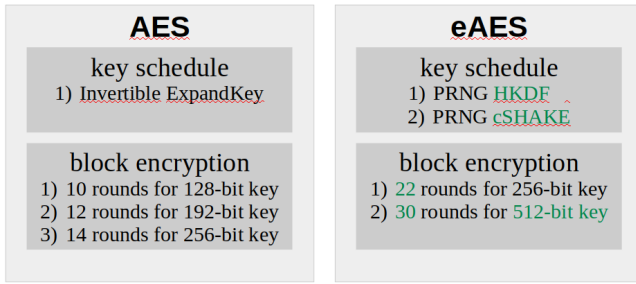 AES
key schedule
1) Invertible ExpandKey
block encryption
1) 10 rounds for 128-bit key
2) 12 rounds for 192-bit key
3) 14 rounds for 256-bit key
eAES
key schedule
1) PRNG HKDF
2) PRNG cSHAKE
block encryption
1) 22 rounds for 256-bit key
2) 30 rounds for 512-bit key